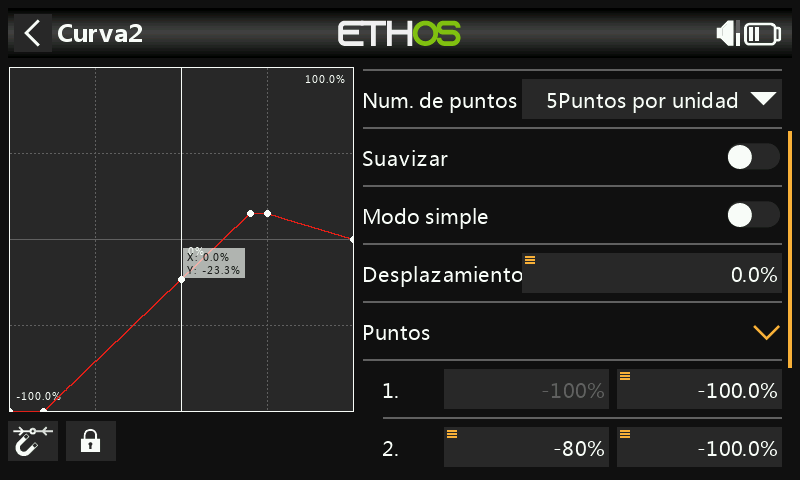 Curva2
ETHOS
100.0%
0%
X: 0.0%
Y: -23.3%
-100.0%
Num. de puntos 5Puntos por unidad
Suavizar
Modo simple
Desplazamiento 0.0%
Puntos
1. -100% -100.0%
2. -80% -100.0%